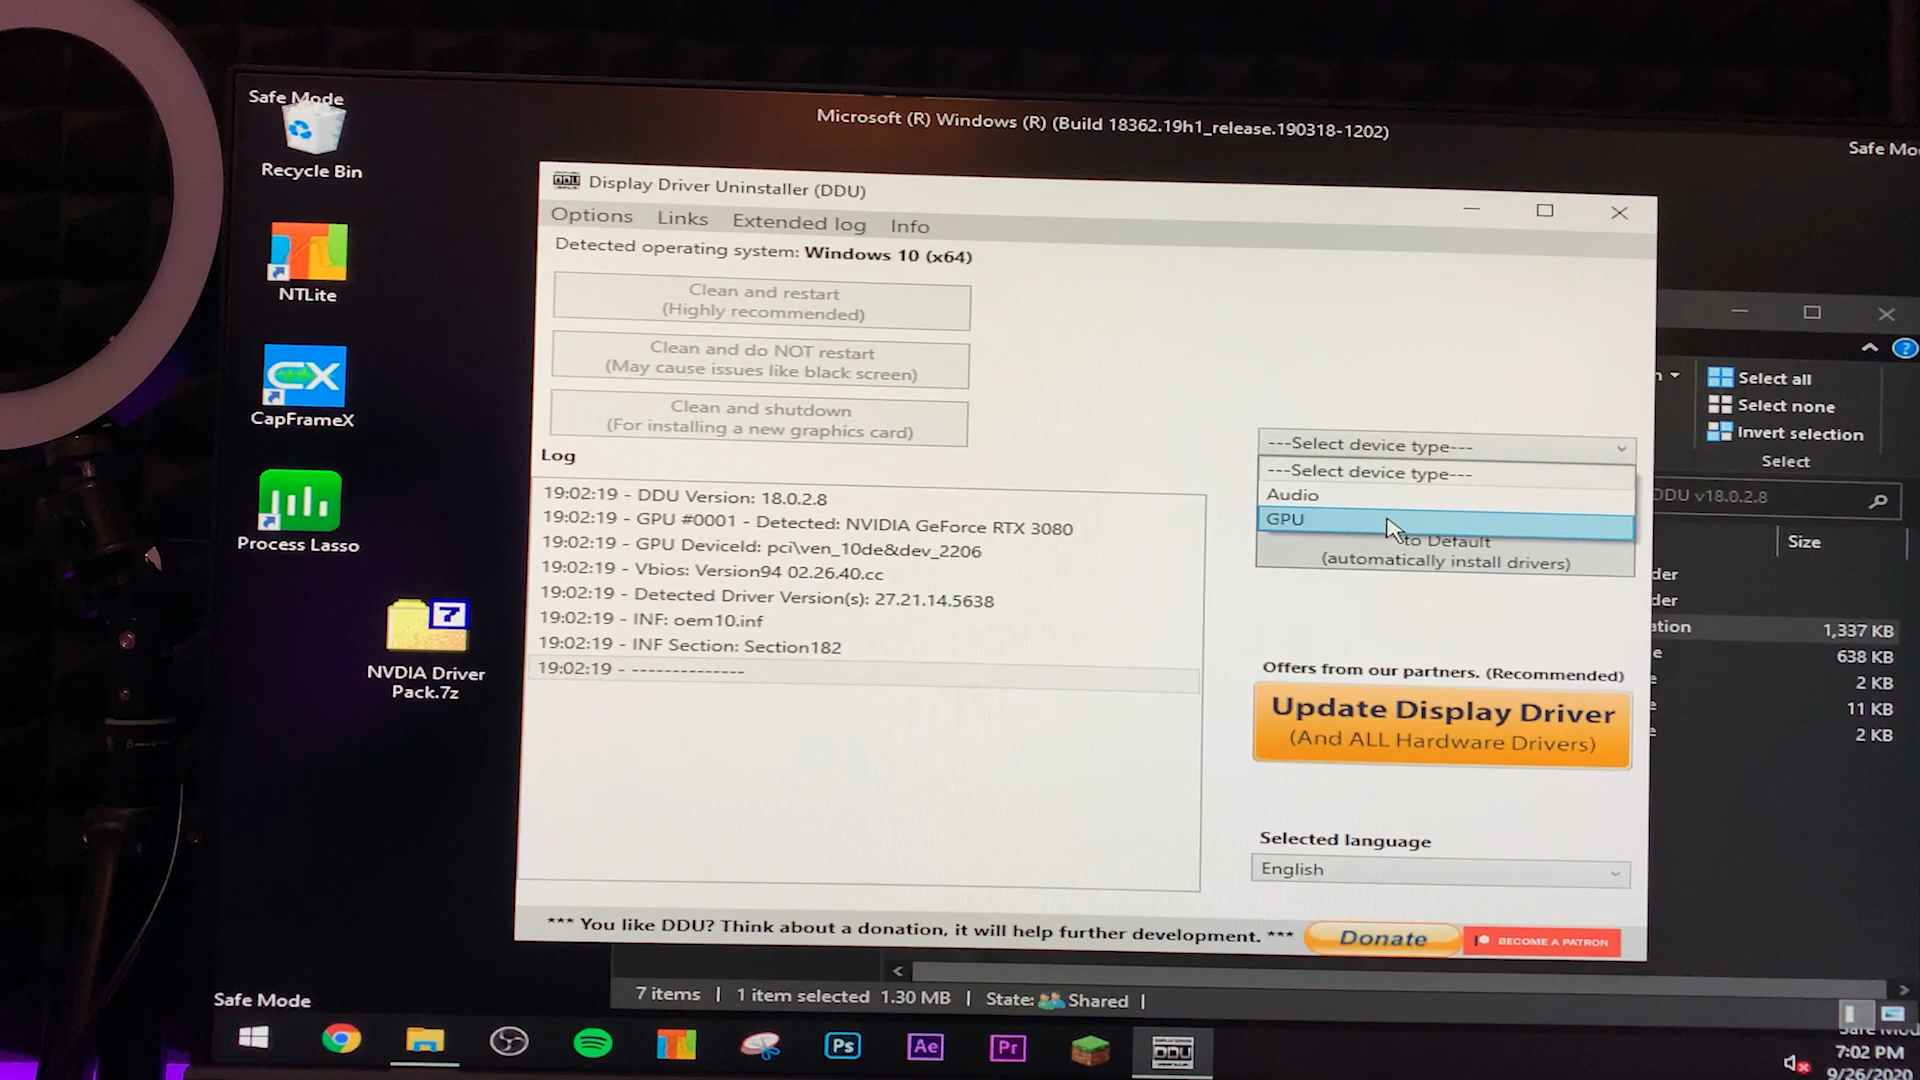 Safe Mode
Microsoft (R) Windows (R) (Build 18362.19h1_release.190318-1202)
Safe Mo
Recycle Bin
NTLite
CX
CapFrameX
Process Lasso
7
NVIDIA Driver
Pack.7z
DDU
Display Driver Uninstaller (DDU)
Options Links Extended log Info
Detected operating system: Windows 10 (x64)
Clean and restart
(Highly recommended)
Clean and do NOT restart
(May cause issues like black screen)
Clean and shutdown
(For installing a new graphics card)
Log
19:02:19 - DDU Version: 18.0.2.8
19:02:19 - GPU #0001 - Detected: NVIDIA GeForce RTX 3080
19:02:19 - GPU DeviceId: pci\ven_10de&dev_2206
19:02:19 - Vbios: Version94 02.26.40.cc
19:02:19 - Detected Driver Version(s): 27.21.14.5638
19:02:19 - INF: oem10.inf
19:02:19 - INF Section: Section182
19:02:19 - --------------
---Select device type---
---Select device type---
Audio
GPU
to Default
(automatically install drivers)
Offers from our partners. (Recommended)
Update Display Driver
(And ALL Hardware Drivers)
Selected language
English
*** You like DDU? Think about a donation, it will help further development. ***
Donate
BECOME A PATRON
?
n
Select all
Select none
Invert selection
Select
DDU v18.0.2.8
Size
der
der
ation 1,337 KB
e 638 KB
e 2 KB
e 11 KB
e 2 KB
7 items | 1 item selected 1.30 MB | State: Shared |
Safe Mode
Ps
Ae
Pr
DDU
7:02 PM
9/26/2020